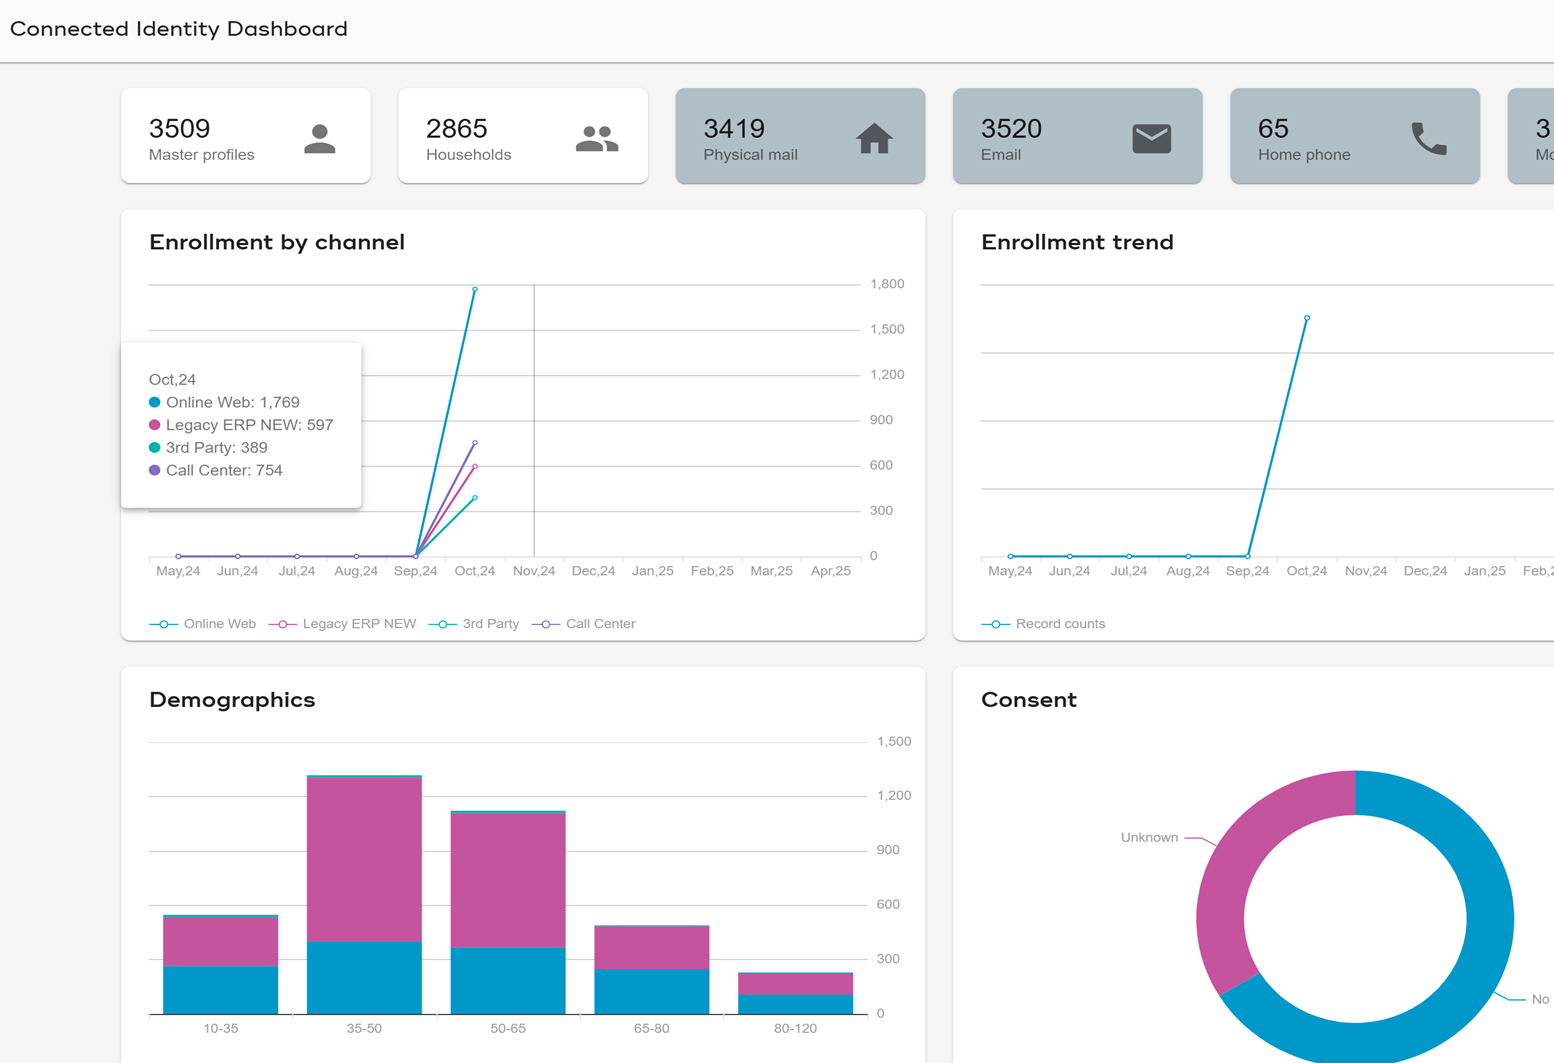 Connected Identity Dashboard
3509
Master profiles
2865
Households
3419
Physical mail
3520
Email
65
Home phone
3
Enrollment by channel
1,800
1,500
1,200
900
600
300
0
Oct,24
Online Web: 1,769
Legacy ERP NEW: 597
3rd Party: 389
Call Center: 754
May,24 Jun,24 Jul,24 Aug,24 Sep,24 Oct,24 Nov,24 Dec,24 Jan,25 Feb,25 Mar,25 Apr,25
Online Web Legacy ERP NEW 3rd Party Call Center
Enrollment trend
May,24 Jun,24 Jul,24 Aug,24 Sep,24 Oct,24 Nov,24 Dec,24 Jan,25
Record counts
Demographics
1,500
1,200
900
600
300
0
10-35 35-50 50-65 65-80 80-120
Consent
Unknown
No